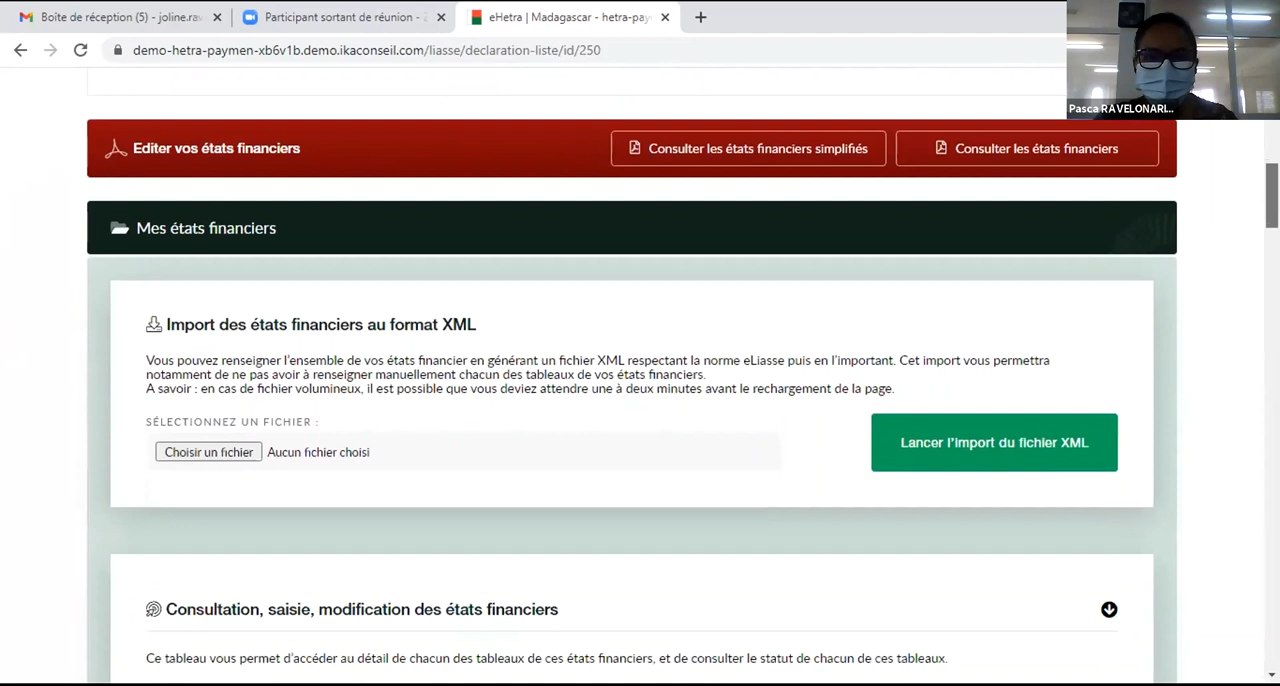 Boîte de réception (5) - joline.rav
Participant sortant de réunion - Z
eHetra | Madagascar - hetra-pay
demo-hetra-paymen-xb6v1b.demo.ikaconseil.com/liasse/declaration-liste/id/250
Pasca RAVELONARI...
Editer vos états financiers
Consulter les états financiers simplifiés
Consulter les états financiers
Mes états financiers
Import des états financiers au format XML
Vous pouvez renseigner l'ensemble de vos états financier en générant un fichier XML respectant la norme eLiasse puis en l'important. Cet import vous permettra
notamment de ne pas avoir à renseigner manuellement chacun des tableaux de vos états financiers.
A savoir : en cas de fichier volumineux, il est possible que vous deviez attendre une à deux minutes avant le rechargement de la page.
SÉLECTIONNEZ UN FICHIER :
Choisir un fichier Aucun fichier choisi
Lancer l'import du fichier XML
Consultation, saisie, modification des états financiers
Ce tableau vous permet d'accéder au détail de chacun des tableaux de ces états financiers, et de consulter le statut de chacun de ces tableaux.